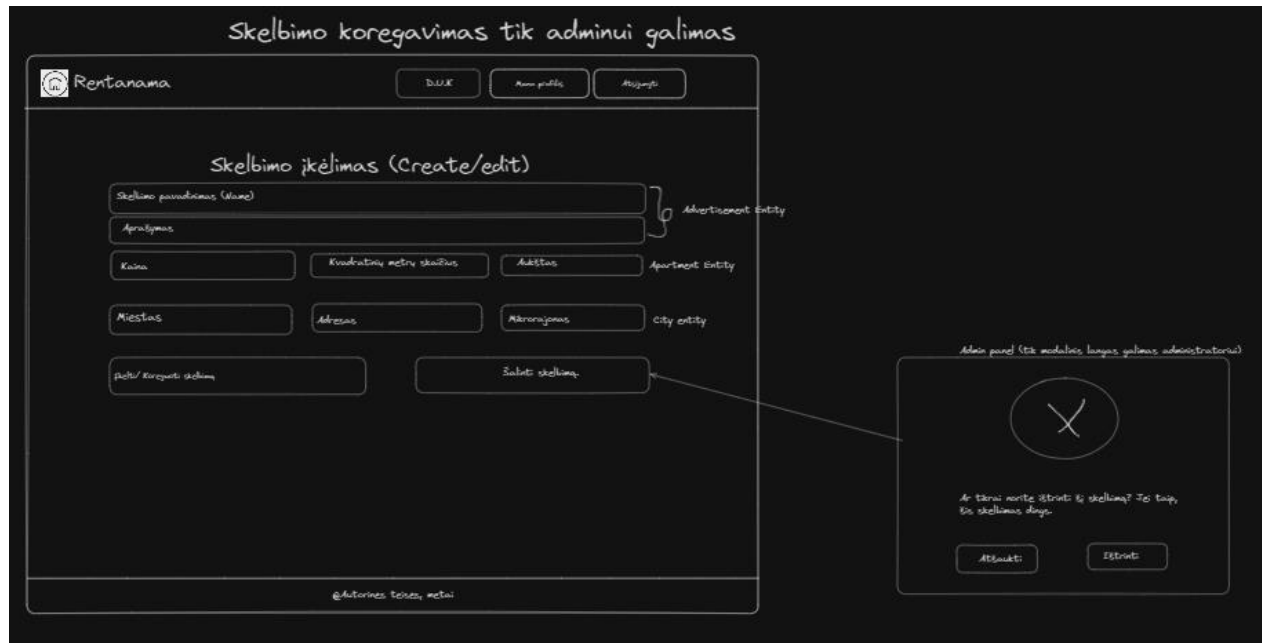 Skelbimo koregavimas tik adminui galimas
Rentanama
D.U.K
Mano profilis
Atsijungti
Skelbimo įkėlimas (Create/edit)
Skelbimo pavadinimas (Name)
Aprašymas
Advertisement Entity
Kaina
Kvadratinių metrų skaičius
Aukštas
Apartment Entity
Miestas
Adresas
Mikrorajonas
City entity
Įkelti/ Koreguoti skelbimą
Šalinti skelbimą.
Admin panel (tik modalinis langas galimas administratoriui)
X
Ar tikrai norite ištrinti šį skelbimą? Jei taip,
šis skelbimas dings.
Atšaukti
Ištrinti
@Autorinės teisės, metai